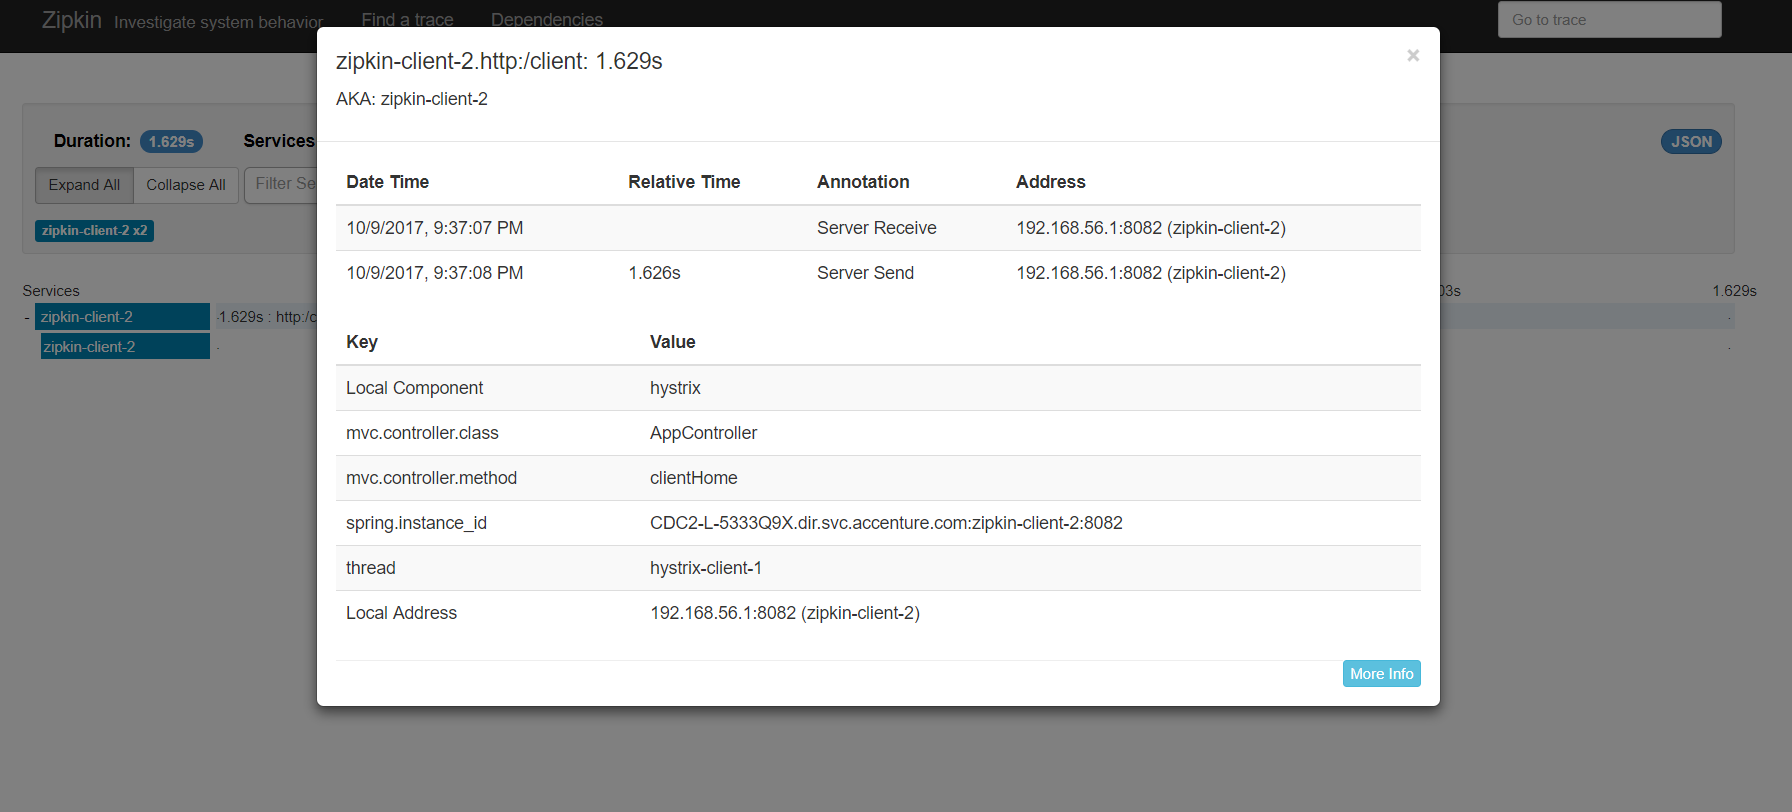 Zipkin Investigate system behavior Find a trace Dependencies Go to trace
zipkin-client-2.http:/client: 1.629s ×
AKA: zipkin-client-2
Duration: 1.629s Services JSON
Expand All Collapse All Filter Se
zipkin-client-2 x2
Date Time Relative Time Annotation Address
10/9/2017, 9:37:07 PM Server Receive 192.168.56.1:8082 (zipkin-client-2)
10/9/2017, 9:37:08 PM 1.626s Server Send 192.168.56.1:8082 (zipkin-client-2)
Services 03s 1.629s
- zipkin-client-2 ·1.629s : http:/c ·
zipkin-client-2 · ·
Key Value
Local Component hystrix
mvc.controller.class AppController
mvc.controller.method clientHome
spring.instance_id CDC2-L-5333Q9X.dir.svc.accenture.com:zipkin-client-2:8082
thread hystrix-client-1
Local Address 192.168.56.1:8082 (zipkin-client-2)
More Info